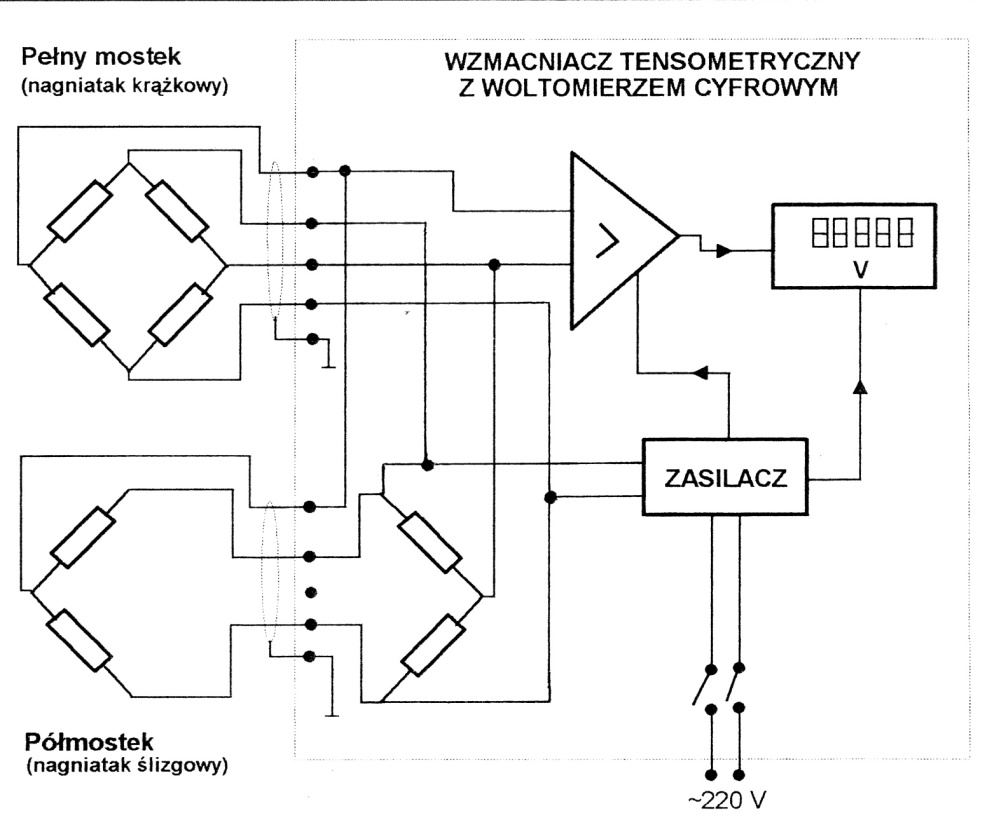 Pełny mostek
(nagniatak krążkowy)
WZMACNIACZ TENSOMETRYCZNY
Z WOLTOMIERZEM CYFROWYM
V
ZASILACZ
Półmostek
(nagniatak ślizgowy)
~220 V